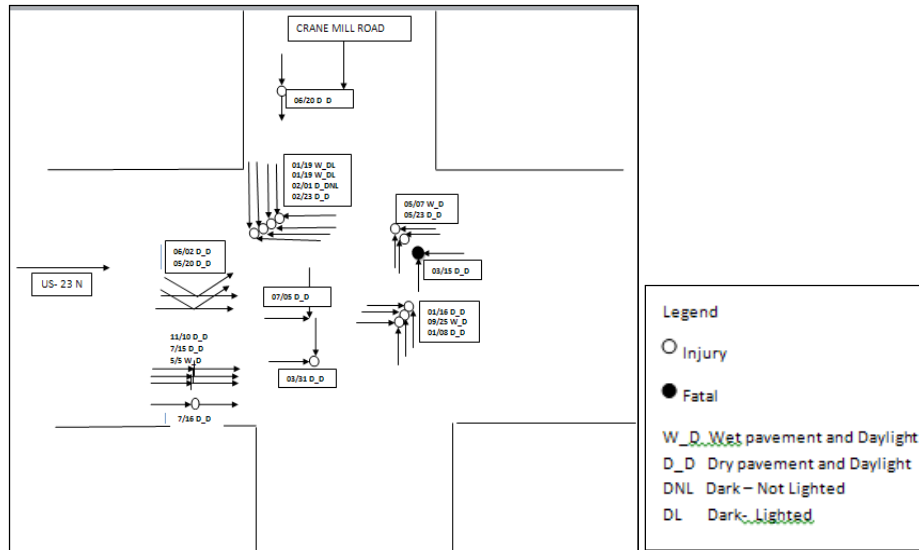 CRANE MILL ROAD
06/20 D_D
01/19 W_DL
01/19 W_DL
02/01 D_DNL
02/23 D_D
05/07 W_D
05/23 D_D
06/02 D_D
05/20 D_D
03/15 D_D
US- 23 N
07/05 D_D
01/16 D_D
09/25 W_D
01/08 D_D
11/10 D_D
7/15 D_D
5/5 W_D
03/31 D_D
7/16 D_D
Legend
Injury
Fatal
W_D Wet pavement and Daylight
D_D Dry pavement and Daylight
DNL Dark – Not Lighted
DL Dark- Lighted